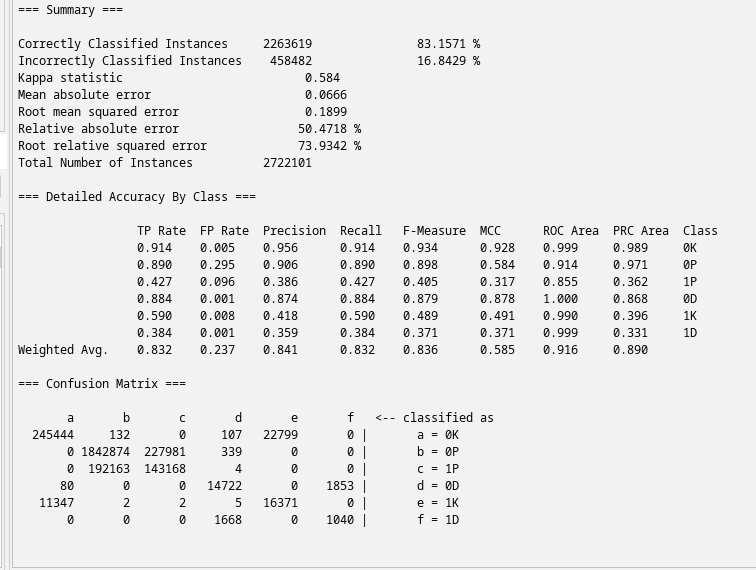 === Summary ===
Correctly Classified Instances 2263619 83.1571 %
Incorrectly Classified Instances 458482 16.8429 %
Kappa statistic 0.584
Mean absolute error 0.0666
Root mean squared error 0.1899
Relative absolute error 50.4718 %
Root relative squared error 73.9342 %
Total Number of Instances 2722101
=== Detailed Accuracy By Class ===
TP Rate FP Rate Precision Recall F-Measure MCC ROC Area PRC Area Class
0.914 0.005 0.956 0.914 0.934 0.928 0.999 0.989 0K
0.890 0.295 0.906 0.890 0.898 0.584 0.914 0.971 0P
0.427 0.096 0.386 0.427 0.405 0.317 0.855 0.362 1P
0.884 0.001 0.874 0.884 0.879 0.878 1.000 0.868 0D
0.590 0.008 0.418 0.590 0.489 0.491 0.990 0.396 1K
0.384 0.001 0.359 0.384 0.371 0.371 0.999 0.331 1D
Weighted Avg. 0.832 0.237 0.841 0.832 0.836 0.585 0.916 0.890
=== Confusion Matrix ===
a b c d e f <-- classified as
245444 132 0 107 22799 0 | a = 0K
0 1842874 227981 339 0 0 | b = 0P
0 192163 143168 4 0 0 | c = 1P
80 0 0 14722 0 1853 | d = 0D
11347 2 2 5 16371 0 | e = 1K
0 0 0 1668 0 1040 | f = 1D